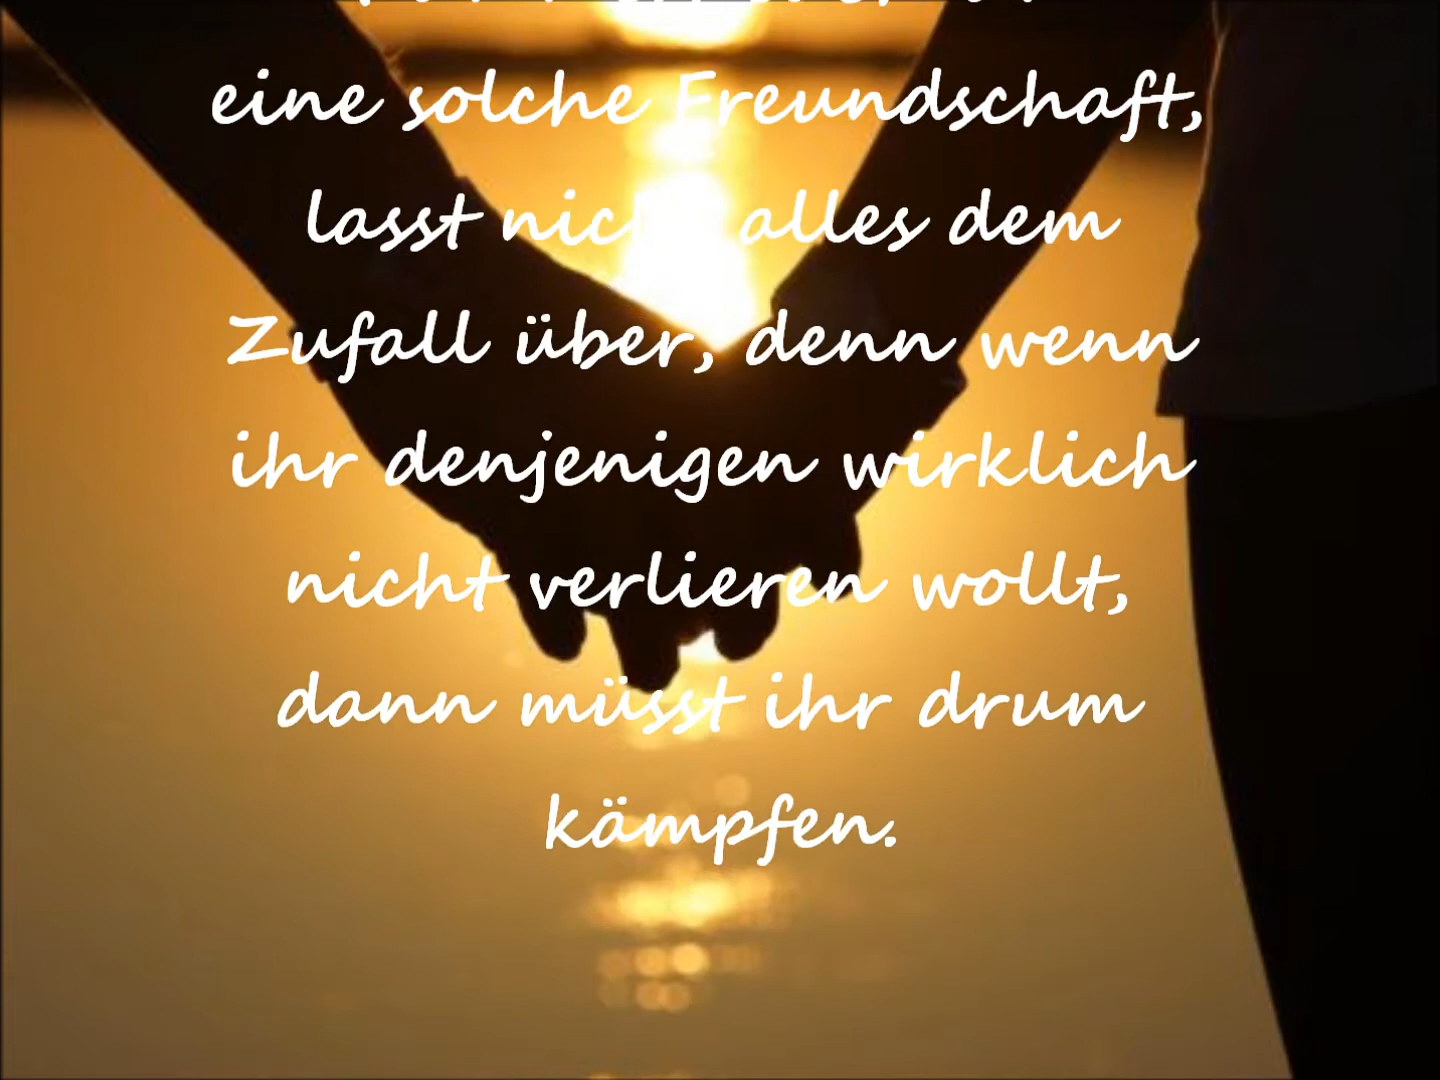 eine solche Freundschaft,
lasst nicht alles dem
Zufall über, denn wenn
ihr denjenigen wirklich
nicht verlieren wollt,
dann müsst ihr drum
kämpfen.